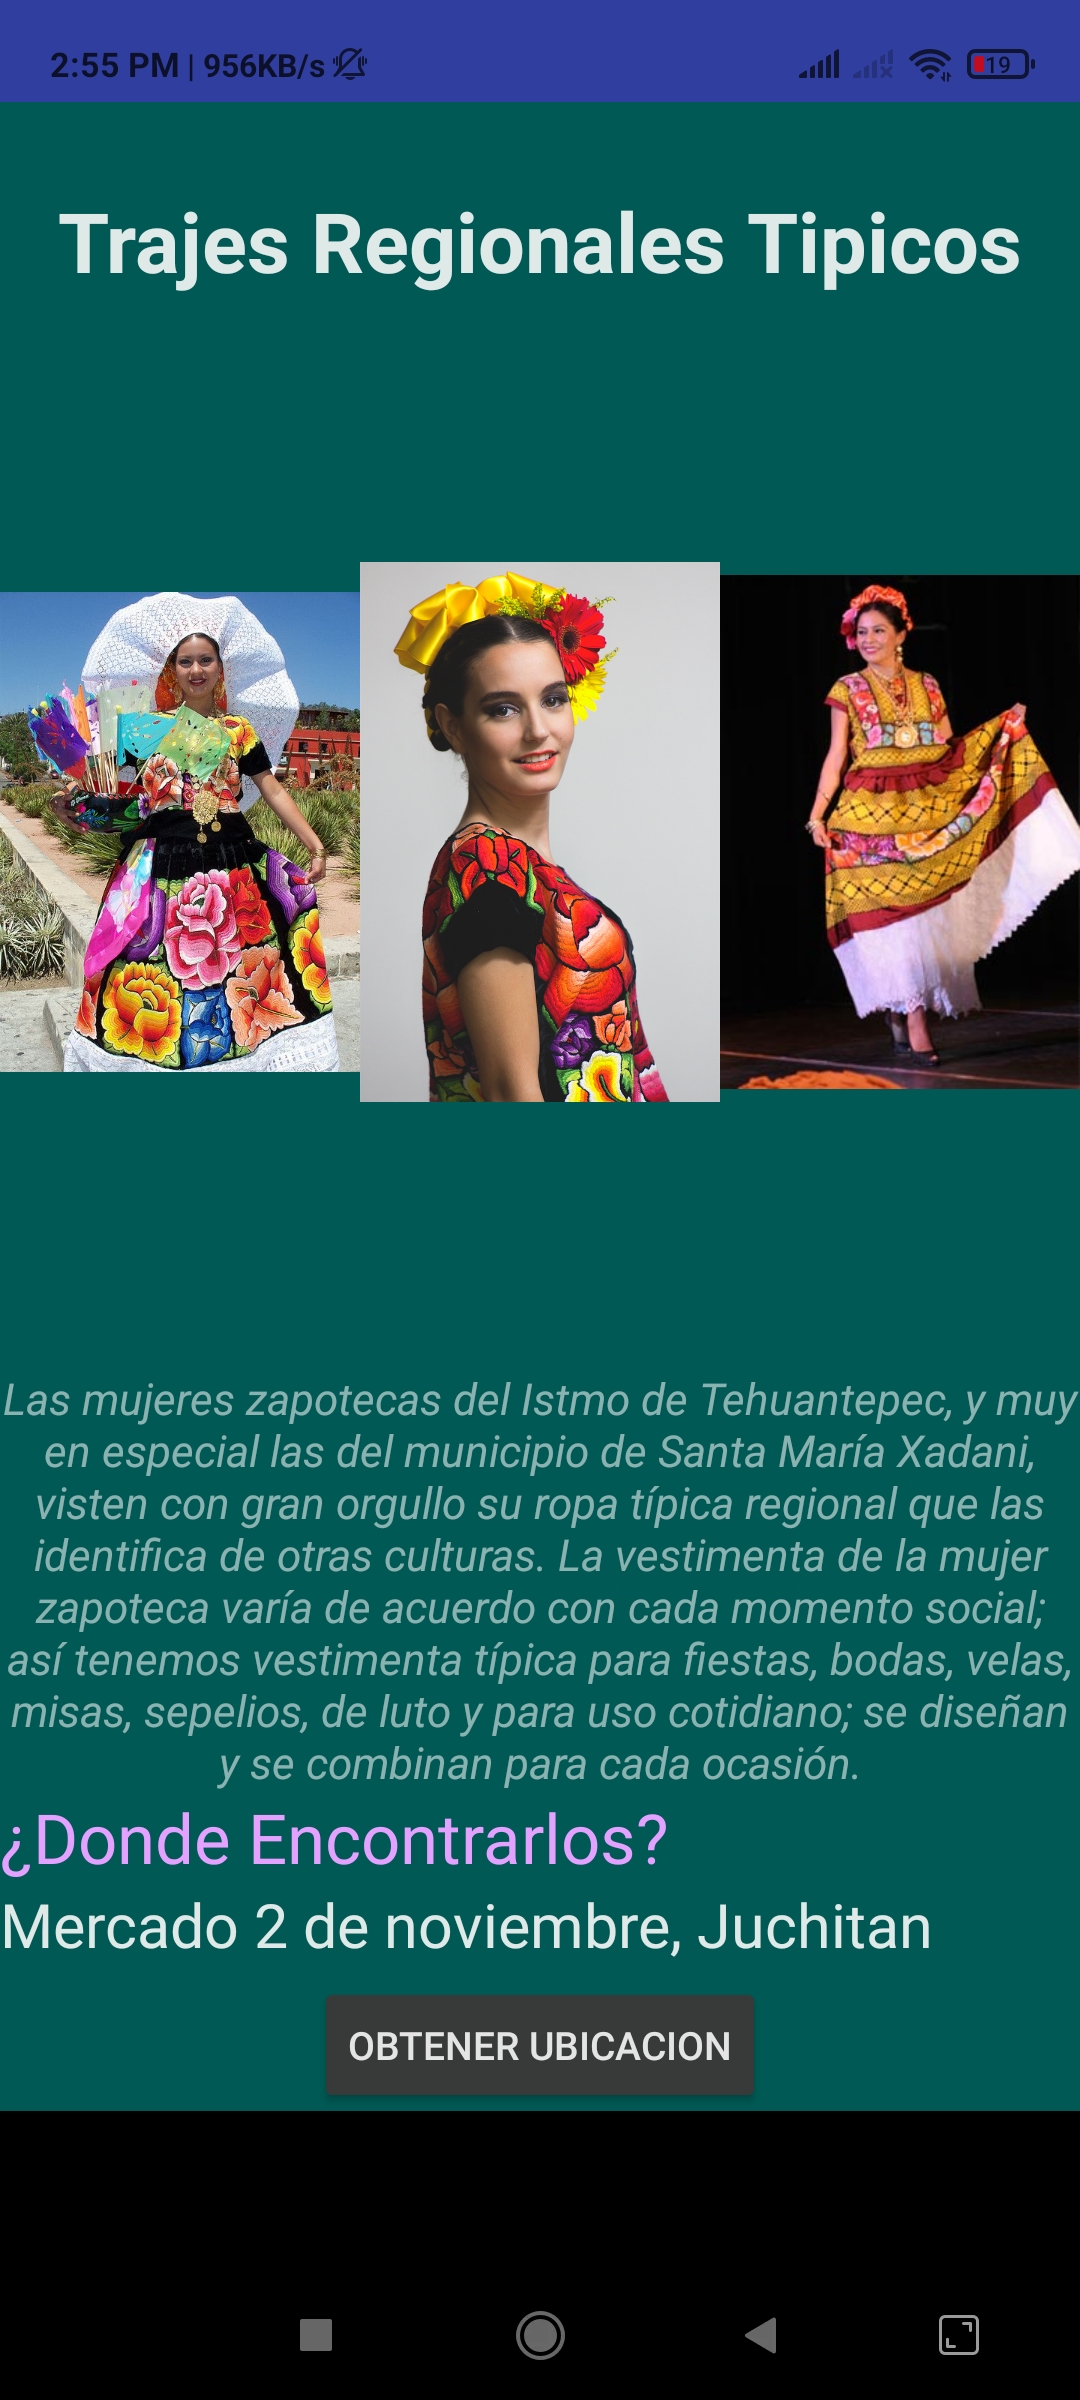 2:55 PM | 956KB/s
19
Trajes Regionales Tipicos
Las mujeres zapotecas del Istmo de Tehuantepec, y muy
en especial las del municipio de Santa María Xadani,
visten con gran orgullo su ropa típica regional que las
identifica de otras culturas. La vestimenta de la mujer
zapoteca varía de acuerdo con cada momento social;
así tenemos vestimenta típica para fiestas, bodas, velas,
misas, sepelios, de luto y para uso cotidiano; se diseñan
y se combinan para cada ocasión.
¿Donde Encontrarlos?
Mercado 2 de noviembre, Juchitan
OBTENER UBICACION